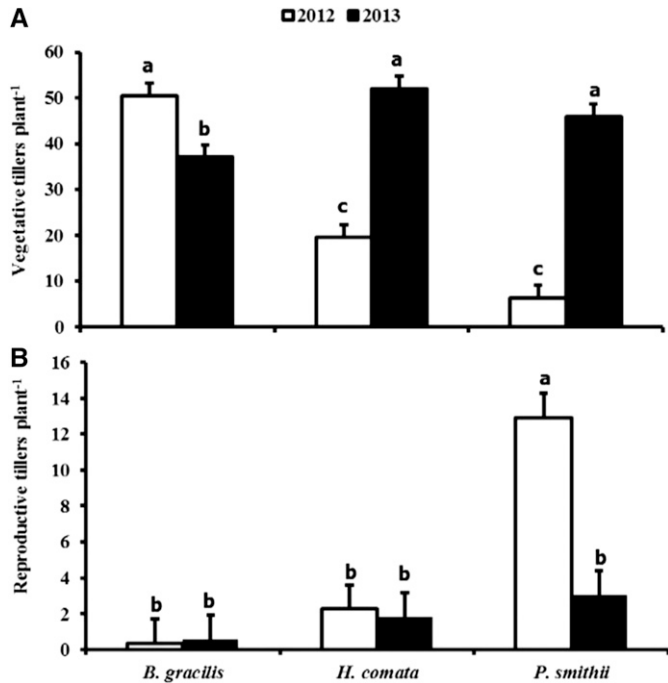 A
2012 2013
Vegetative tillers plant⁻¹
60
50
40
30
20
10
0
a
b
c
a
c
a
B
Reproductive tillers plant⁻¹
16
14
12
10
8
6
4
2
0
b
b
b
b
a
b
B. gracilis H. comata P. smithii